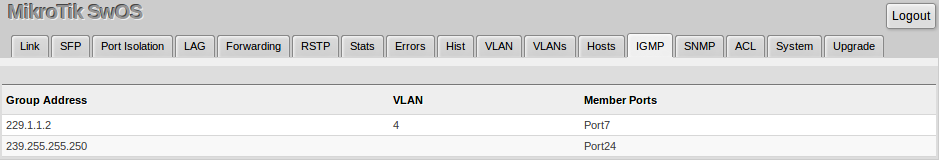 MikroTik SwOS
Logout
Link SFP Port Isolation LAG Forwarding RSTP Stats Errors Hist VLAN VLANs Hosts IGMP SNMP ACL System Upgrade
Group Address VLAN Member Ports
229.1.1.2 4 Port7
239.255.255.250 Port24